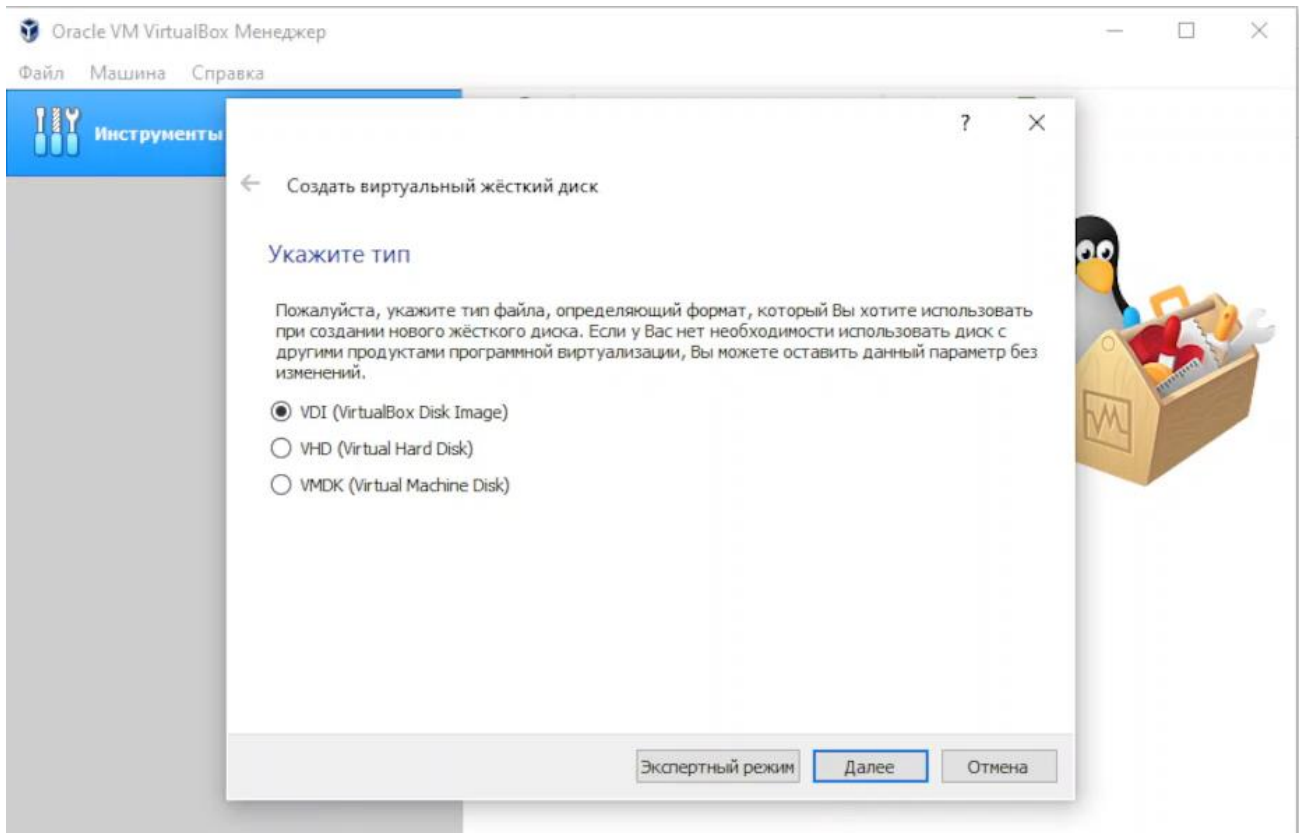 Oracle VM VirtualBox Менеджер
Файл Машина Справка
Инструменты
?
Создать виртуальный жёсткий диск
Укажите тип
Пожалуйста, укажите тип файла, определяющий формат, который Вы хотите использовать
при создании нового жёсткого диска. Если у Вас нет необходимости использовать диск с
другими продуктами программной виртуализации, Вы можете оставить данный параметр без
изменений.
VDI (VirtualBox Disk Image)
VHD (Virtual Hard Disk)
VMDK (Virtual Machine Disk)
Экспертный режим Далее Отмена